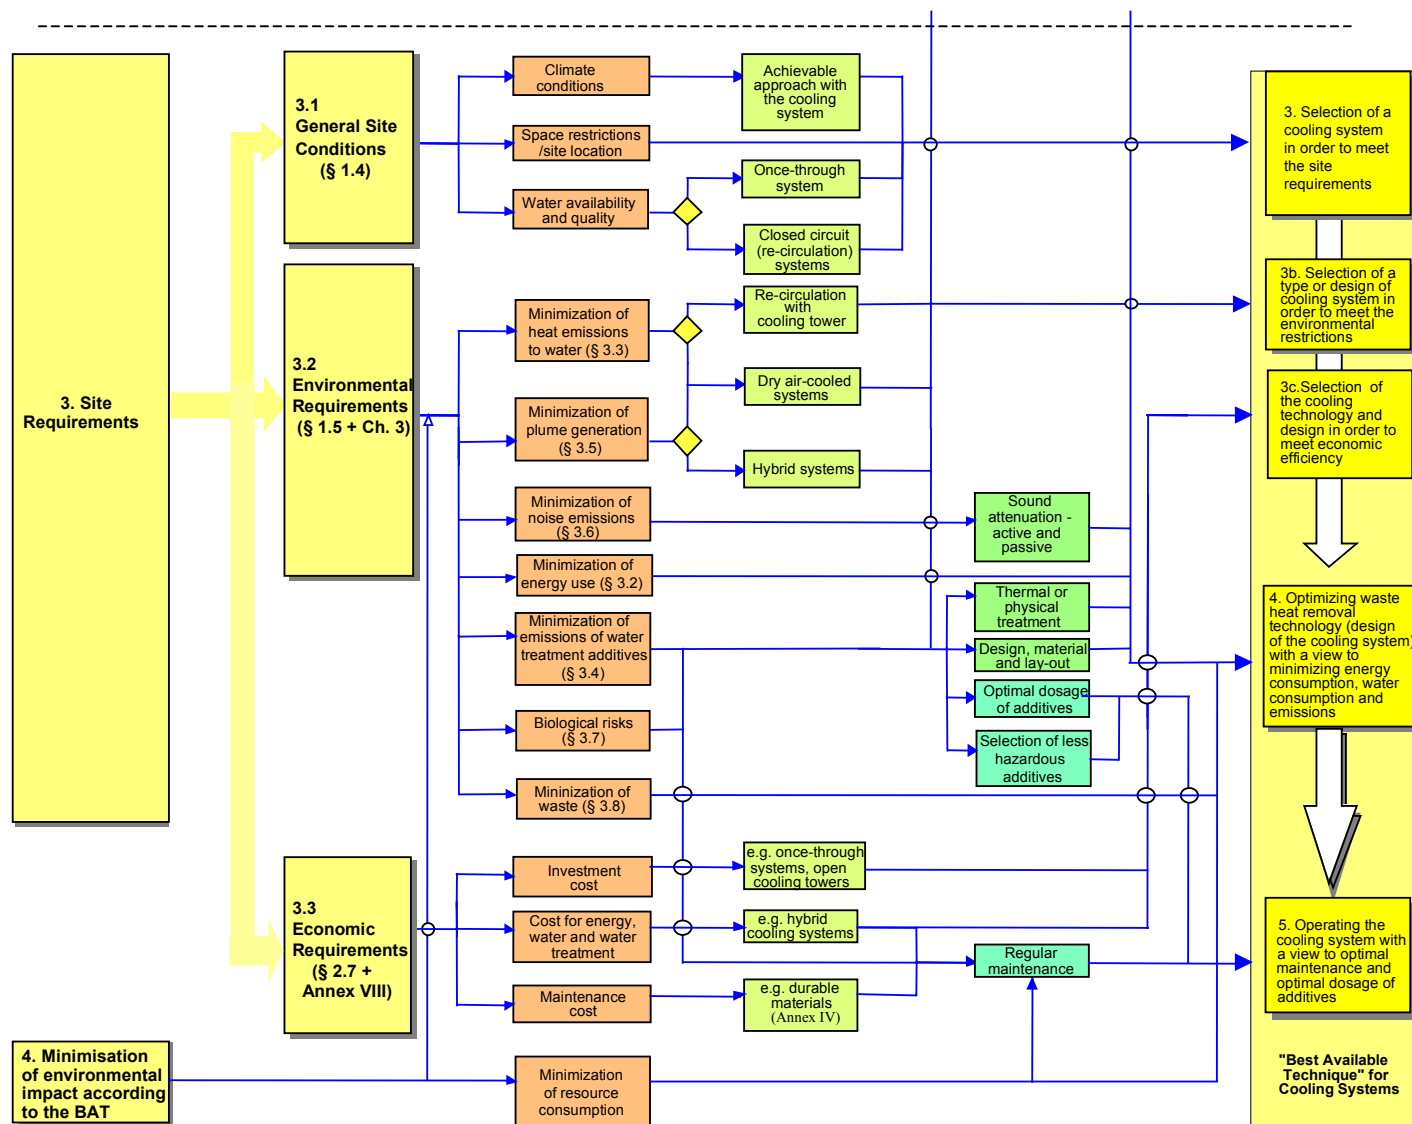 3. Site
Requirements
3.1
General Site
Conditions
(§ 1.4)
3.2
Environmental
Requirements
(§ 1.5 + Ch. 3)
3.3
Economic
Requirements
(§ 2.7 +
Annex VIII)
4. Minimisation
of environmental
impact according
to the BAT
Climate
conditions
Space restrictions
/site location
Water availability
and quality
Minimization of
heat emissions
to water (§ 3.3)
Minimization of
plume generation
(§ 3.5)
Minimization of
noise emissions
(§ 3.6)
Minimization of
energy use (§ 3.2)
Minimization of
emissions of water
treatment additives
(§ 3.4)
Biological risks
(§ 3.7)
Mininization of
waste (§ 3.8)
Investment
cost
Cost for energy,
water and water
treatment
Maintenance
cost
Minimization
of resource
consumption
Achievable
approach with
the cooling
system
Once-through
system
Closed circuit
(re-circulation)
systems
Re-circulation
with
cooling tower
Dry air-cooled
systems
Hybrid systems
e.g. once-through
systems, open
cooling towers
e.g. hybrid
cooling systems
e.g. durable
materials
(Annex IV)
Sound
attenuation -
active and
passive
Thermal or
physical
treatment
Design, material
and lay-out
Optimal dosage
of additives
Selection of less
hazardous
additives
Regular
maintenance
3. Selection of a
cooling system
in order to meet
the site
requirements
3b. Selection of a
type or design of
cooling system in
order to meet the
environmental
restrictions
3c.Selection of
the cooling
technology and
design in order to
meet economic
efficiency
4. Optimizing waste
heat removal
technology (design
of the cooling system)
with a view to
minimizing energy
consumption, water
consumption and
emissions
5. Operating the
cooling system with
a view to optimal
maintenance and
optimal dosage of
additives
"Best Available
Technique" for
Cooling Systems